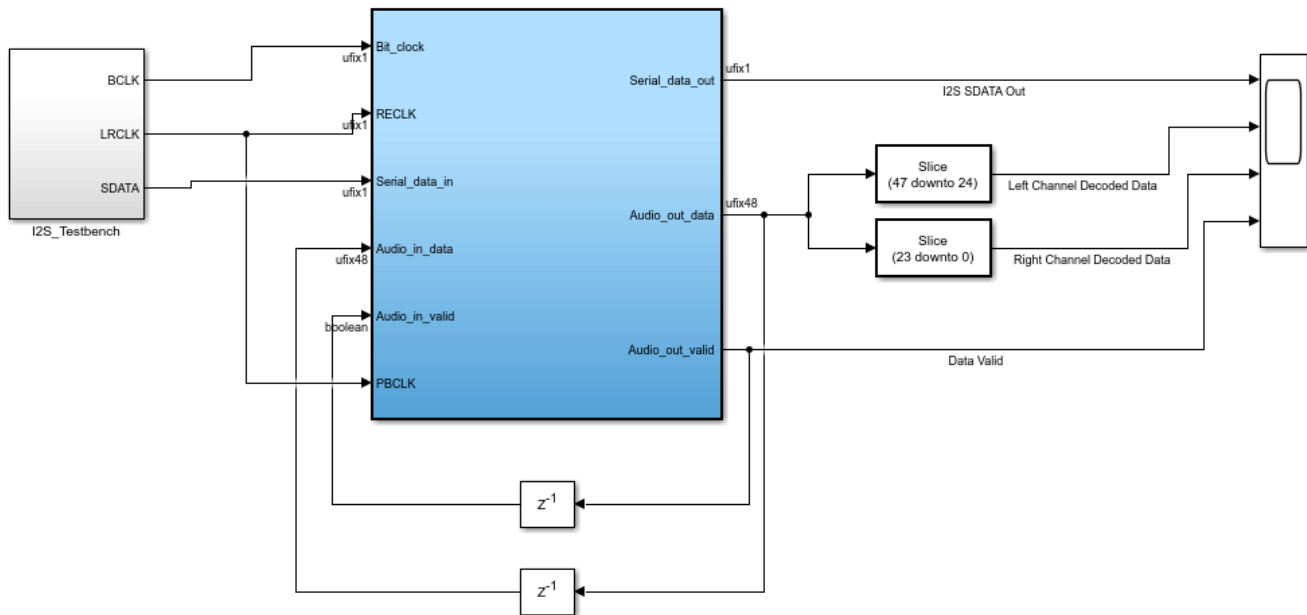 BCLK
LRCLK
SDATA
I2S_Testbench
ufix1
Bit_clock
ufix1
RECLK
ufix1
Serial_data_in
ufix48
Audio_in_data
boolean
Audio_in_valid
PBCLK
Serial_data_out
ufix1
Audio_out_data
ufix48
Audio_out_valid
I2S SDATA Out
Slice
(47 downto 24)
Left Channel Decoded Data
Slice
(23 downto 0)
Right Channel Decoded Data
Data Valid
Z-1
Z-1